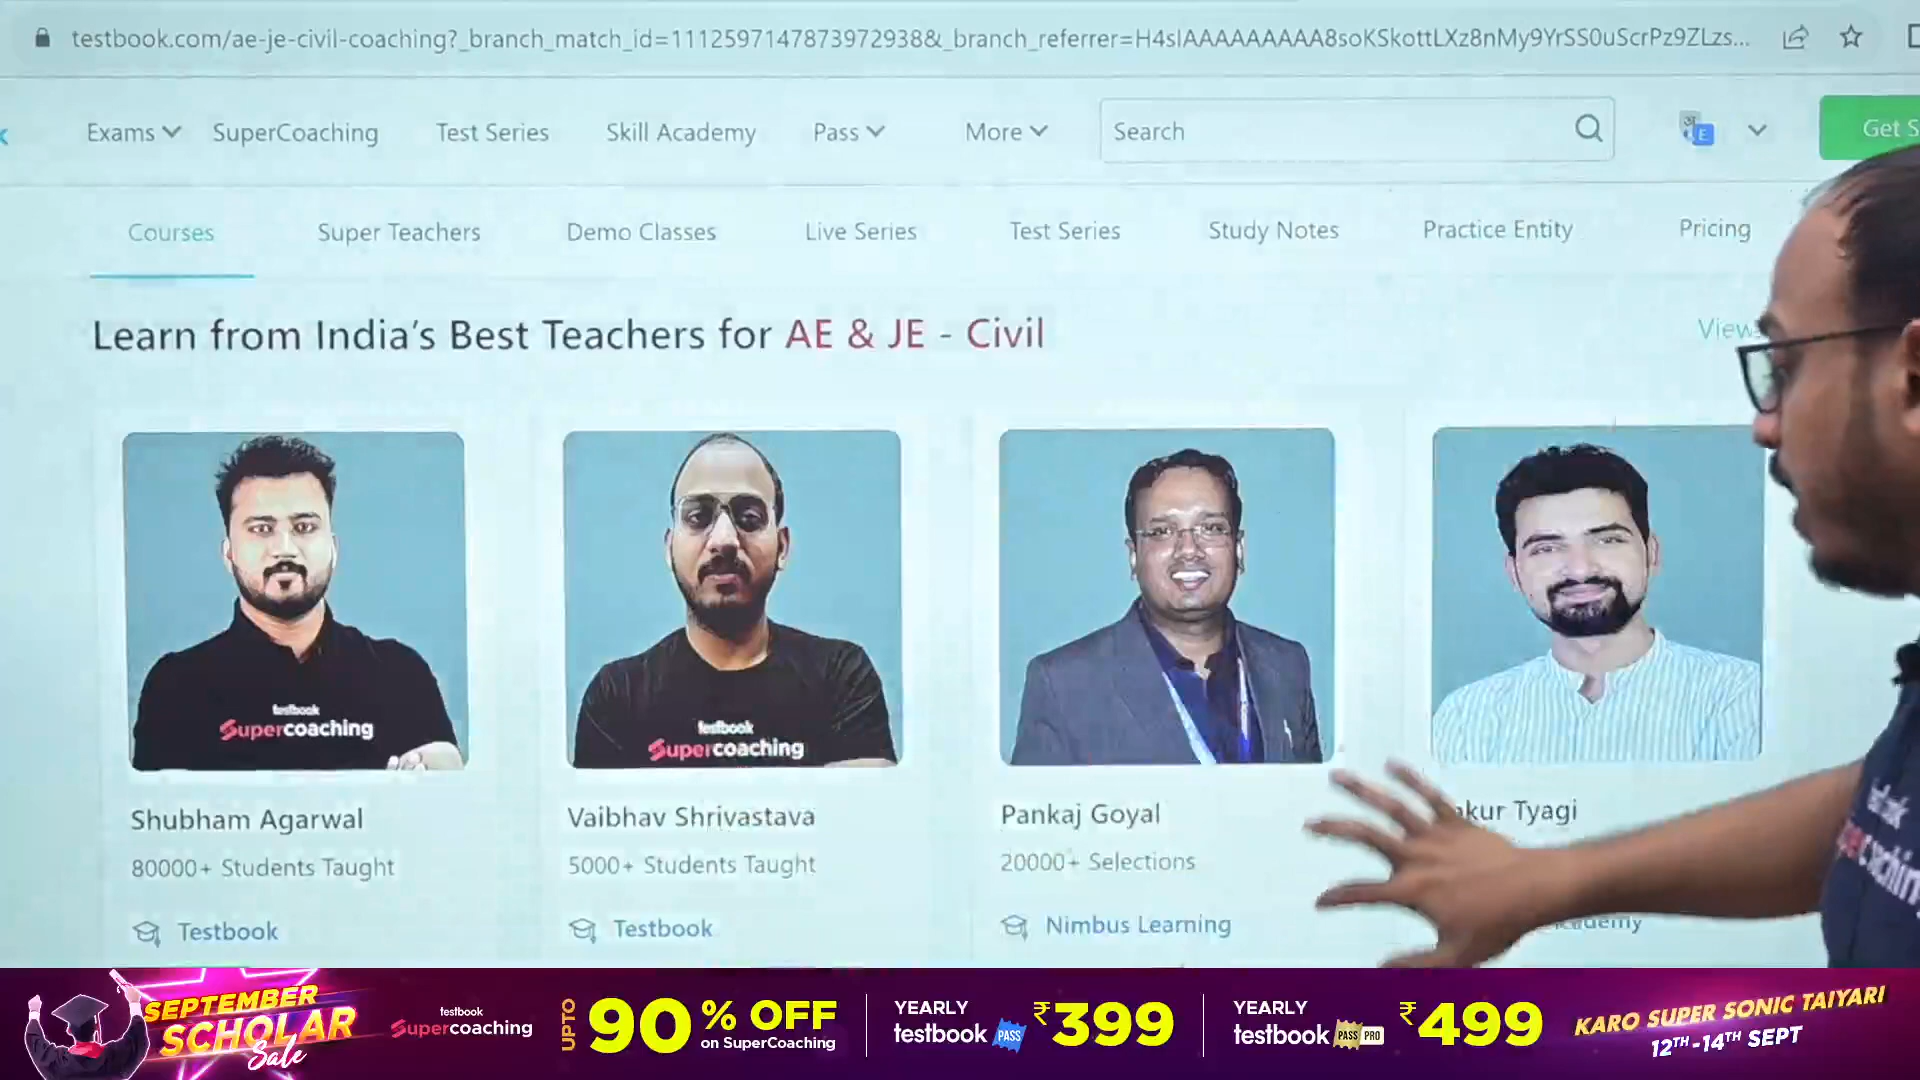 testbook.com/ae-je-civil-coaching?_branch_match_id=1112597147873972938&_branch_referrer=H4sIAAAAAAAAA8soKSkottLXz8nMy9YrSS0uScrPz9ZLzs...
Exams SuperCoaching Test Series Skill Academy Pass More Search Get S
Courses Super Teachers Demo Classes Live Series Test Series Study Notes Practice Entity Pricing
Learn from India's Best Teachers for AE & JE - Civil
View
testbook
Supercoaching
testbook
Supercoaching
Shubham Agarwal
80000+ Students Taught
Testbook
Vaibhav Shrivastava
5000+ Students Taught
Testbook
Pankaj Goyal
20000+ Selections
Nimbus Learning
Tyagi
SEPTEMBER
SCHOLAR
Sale
testbook
Supercoaching
UPTO 90% OFF
on SuperCoaching
YEARLY
testbook PASS
₹399
YEARLY
testbook PASS PRO
₹499
KARO SUPER SONIC TAIYARI
12TH-14TH SEPT